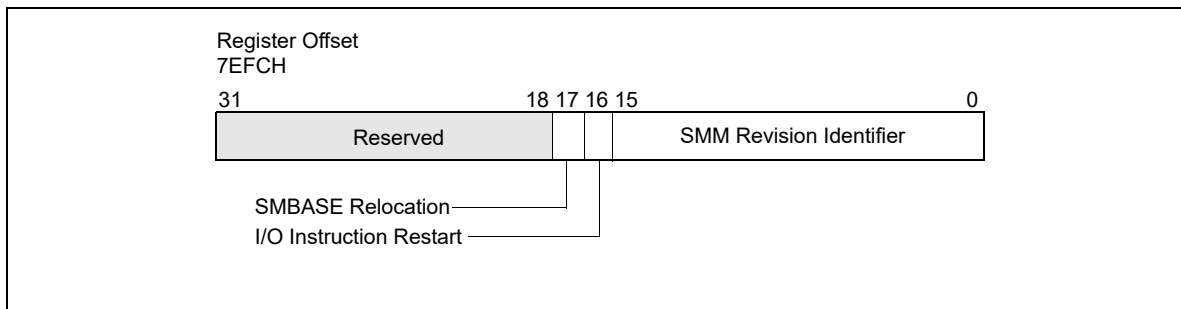 Register Offset
7EFCH
31 18 17 16 15 0
Reserved SMM Revision Identifier
SMBASE Relocation
I/O Instruction Restart